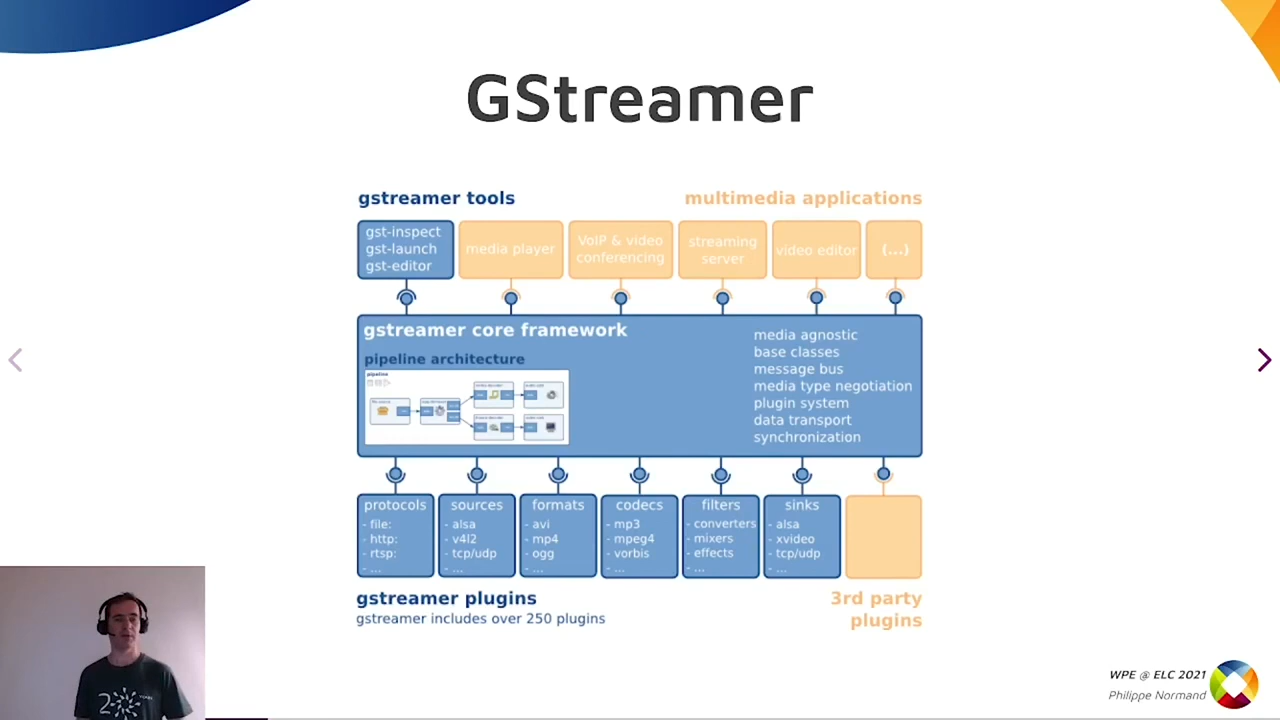 GStreamer
gstreamer tools
multimedia applications
gst-inspect
gst-launch
gst-editor
media player
VoIP & video
conferencing
streaming
server
video editor
(...)
gstreamer core framework
pipeline architecture
pipeline
media agnostic
base classes
message bus
media type negotiation
plugin system
data transport
synchronization
protocols
- file:
- http:
- rtsp:
- ...
sources
- alsa
- v4l2
- tcp/udp
- ...
formats
- avi
- mp4
- ogg
- ...
codecs
- mp3
- mpeg4
- vorbis
- ...
filters
- converters
- mixers
- effects
- ...
sinks
- alsa
- xvideo
- tcp/udp
- ...
gstreamer plugins
gstreamer includes over 250 plugins
3rd party
plugins
20 YEARS
WPE @ ELC 2021
Philippe Normand